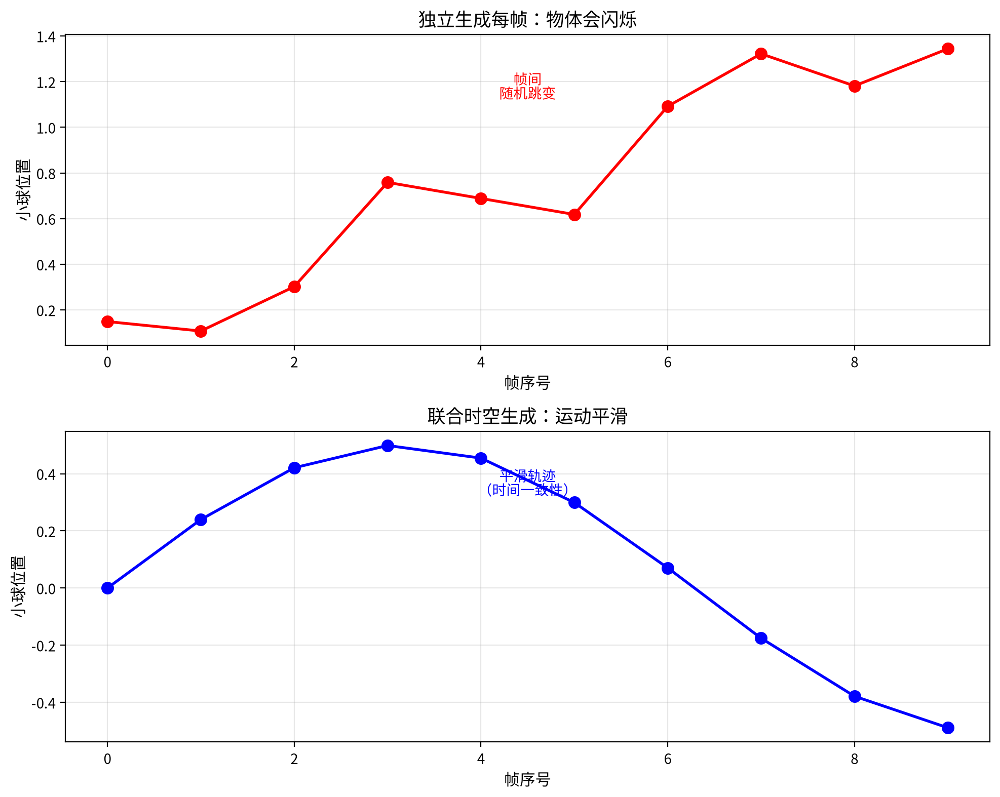 独立生成每帧：物体会闪烁
1.4
1.2
1.0
0.8
0.6
0.4
0.2
小球位置
帧间
随机跳变
0 2 4 6 8
帧序号
联合时空生成：运动平滑
0.4
0.2
0.0
-0.2
-0.4
小球位置
平滑轨迹
（时间一致性）
0 2 4 6 8
帧序号